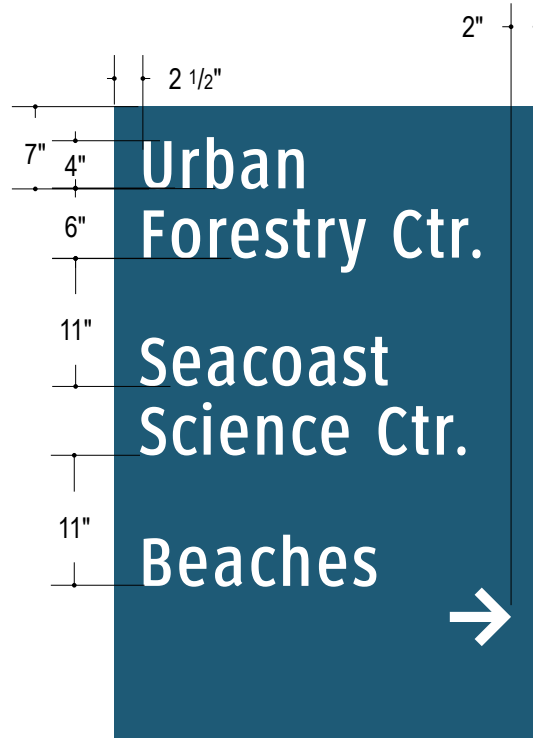 2"
2 1/2"
7"
4"
Urban
6"
Forestry Ctr.
11"
Seacoast
Science Ctr.
11"
Beaches